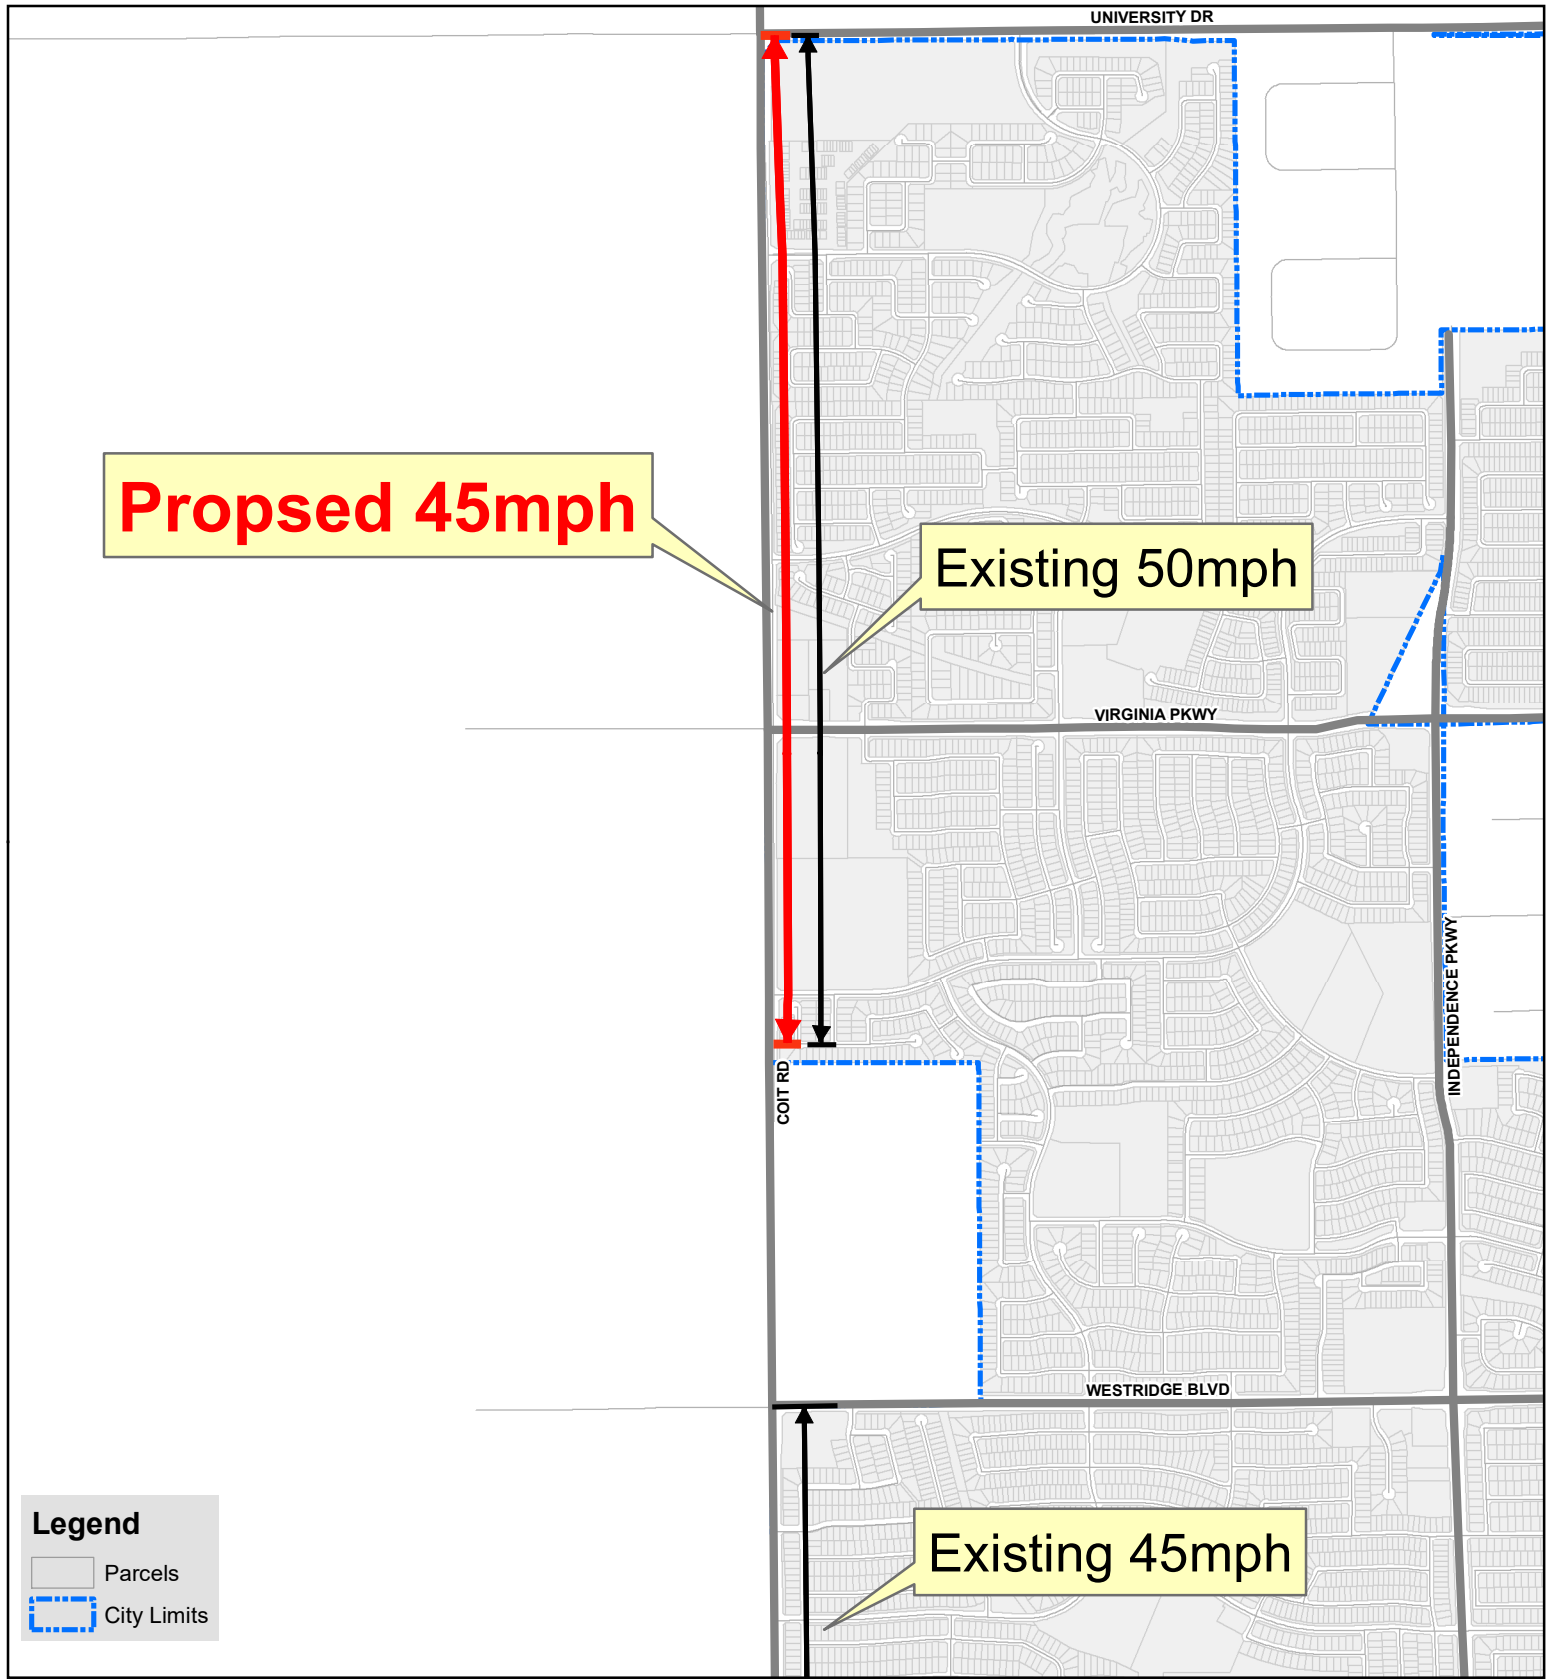 UNIVERSITY DR
Propsed 45mph
Existing 50mph
VIRGINIA PKWY
INDEPENDENCE PKWY
COIT RD
WESTRIDGE BLVD
Existing 45mph
Legend
Parcels
City Limits